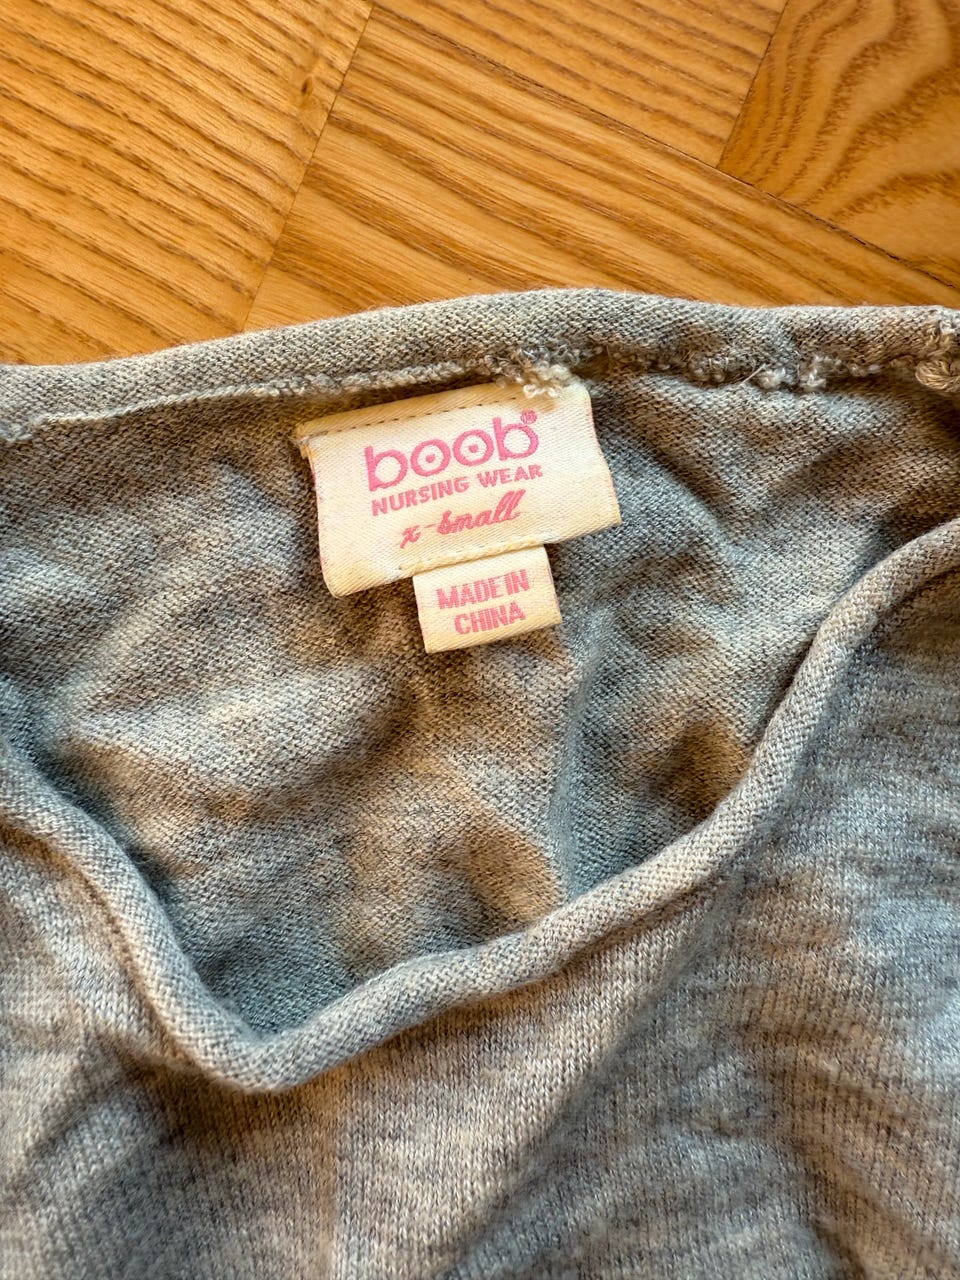 boob®
NURSING WEAR
x-small
MADE IN
CHINA